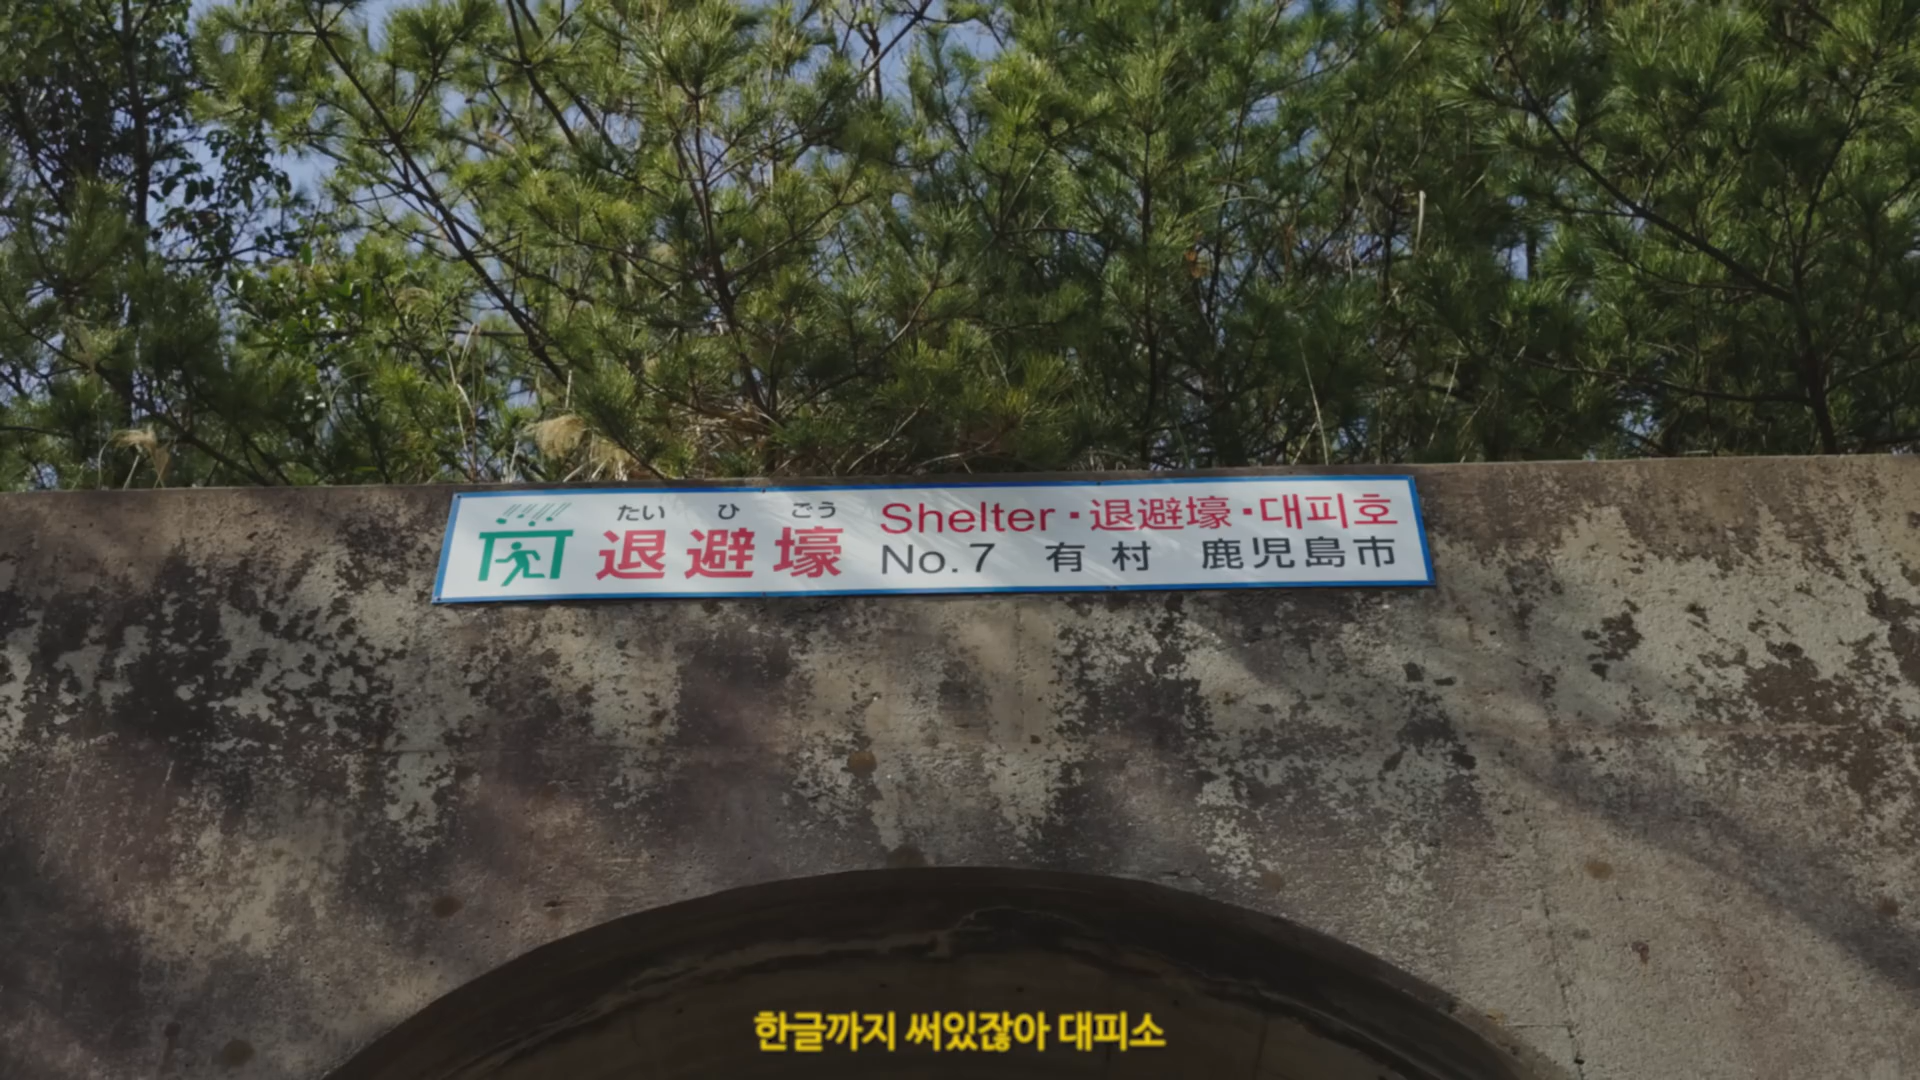 たい ひ ごう
退避壕
Shelter・退避壕・대피호
No.7 有村 鹿児島市
한글까지 써있잖아 대피소